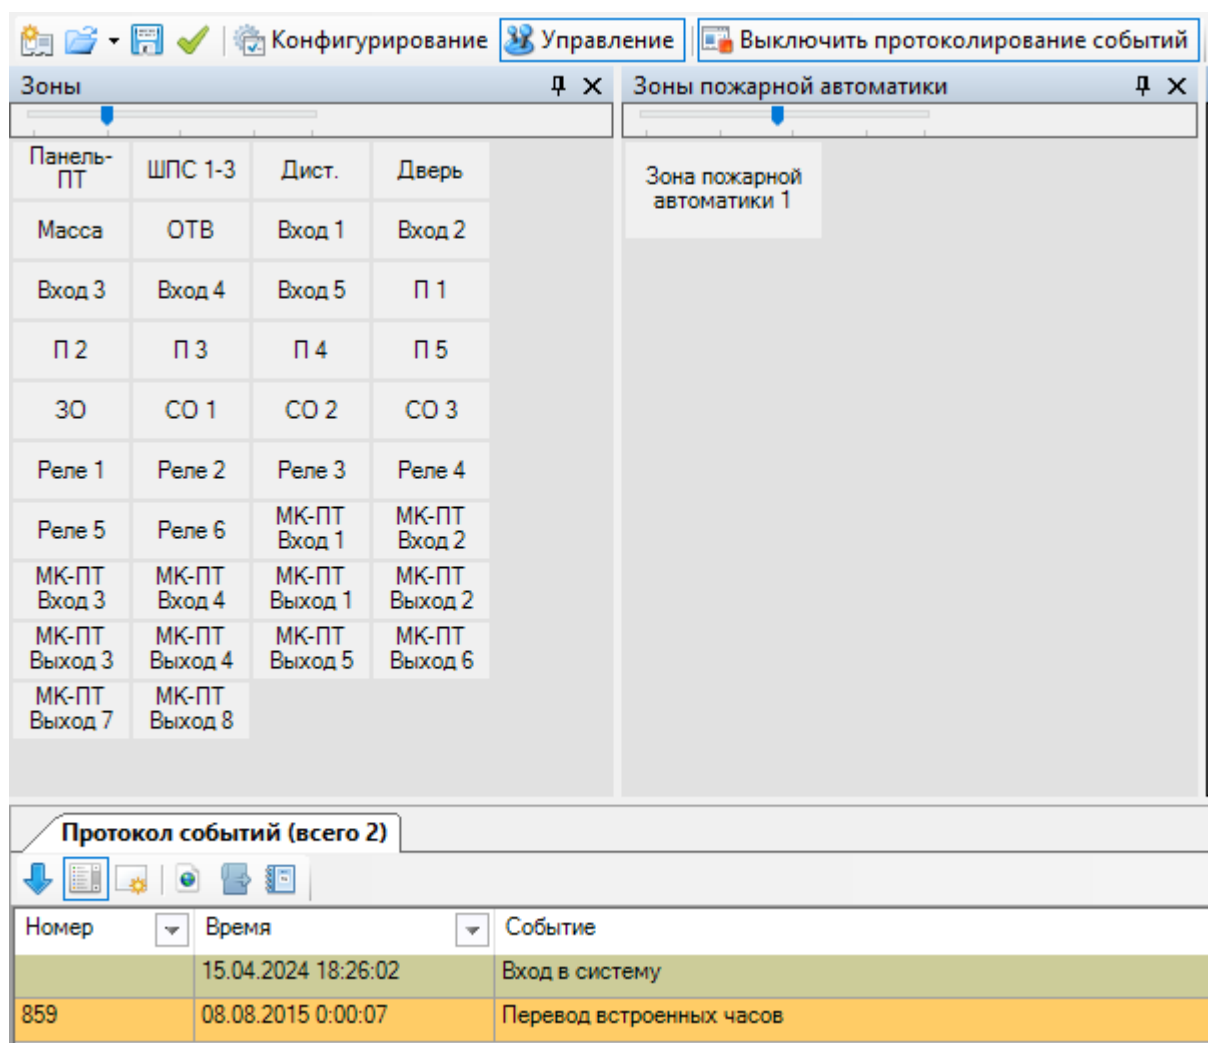 Конфигурирование Управление Выключить протоколирование событий
Зоны
Зоны пожарной автоматики
Панель-
ПТ
ШПС 1-3
Дист.
Дверь
Масса
ОТВ
Вход 1
Вход 2
Вход 3
Вход 4
Вход 5
П 1
П 2
П 3
П 4
П 5
ЗО
СО 1
СО 2
СО 3
Реле 1
Реле 2
Реле 3
Реле 4
Реле 5
Реле 6
МК-ПТ
Вход 1
МК-ПТ
Вход 2
МК-ПТ
Вход 3
МК-ПТ
Вход 4
МК-ПТ
Выход 1
МК-ПТ
Выход 2
МК-ПТ
Выход 3
МК-ПТ
Выход 4
МК-ПТ
Выход 5
МК-ПТ
Выход 6
МК-ПТ
Выход 7
МК-ПТ
Выход 8
Зона пожарной
автоматики 1
Протокол событий (всего 2)
Номер Время Событие
15.04.2024 18:26:02 Вход в систему
859 08.08.2015 0:00:07 Перевод встроенных часов